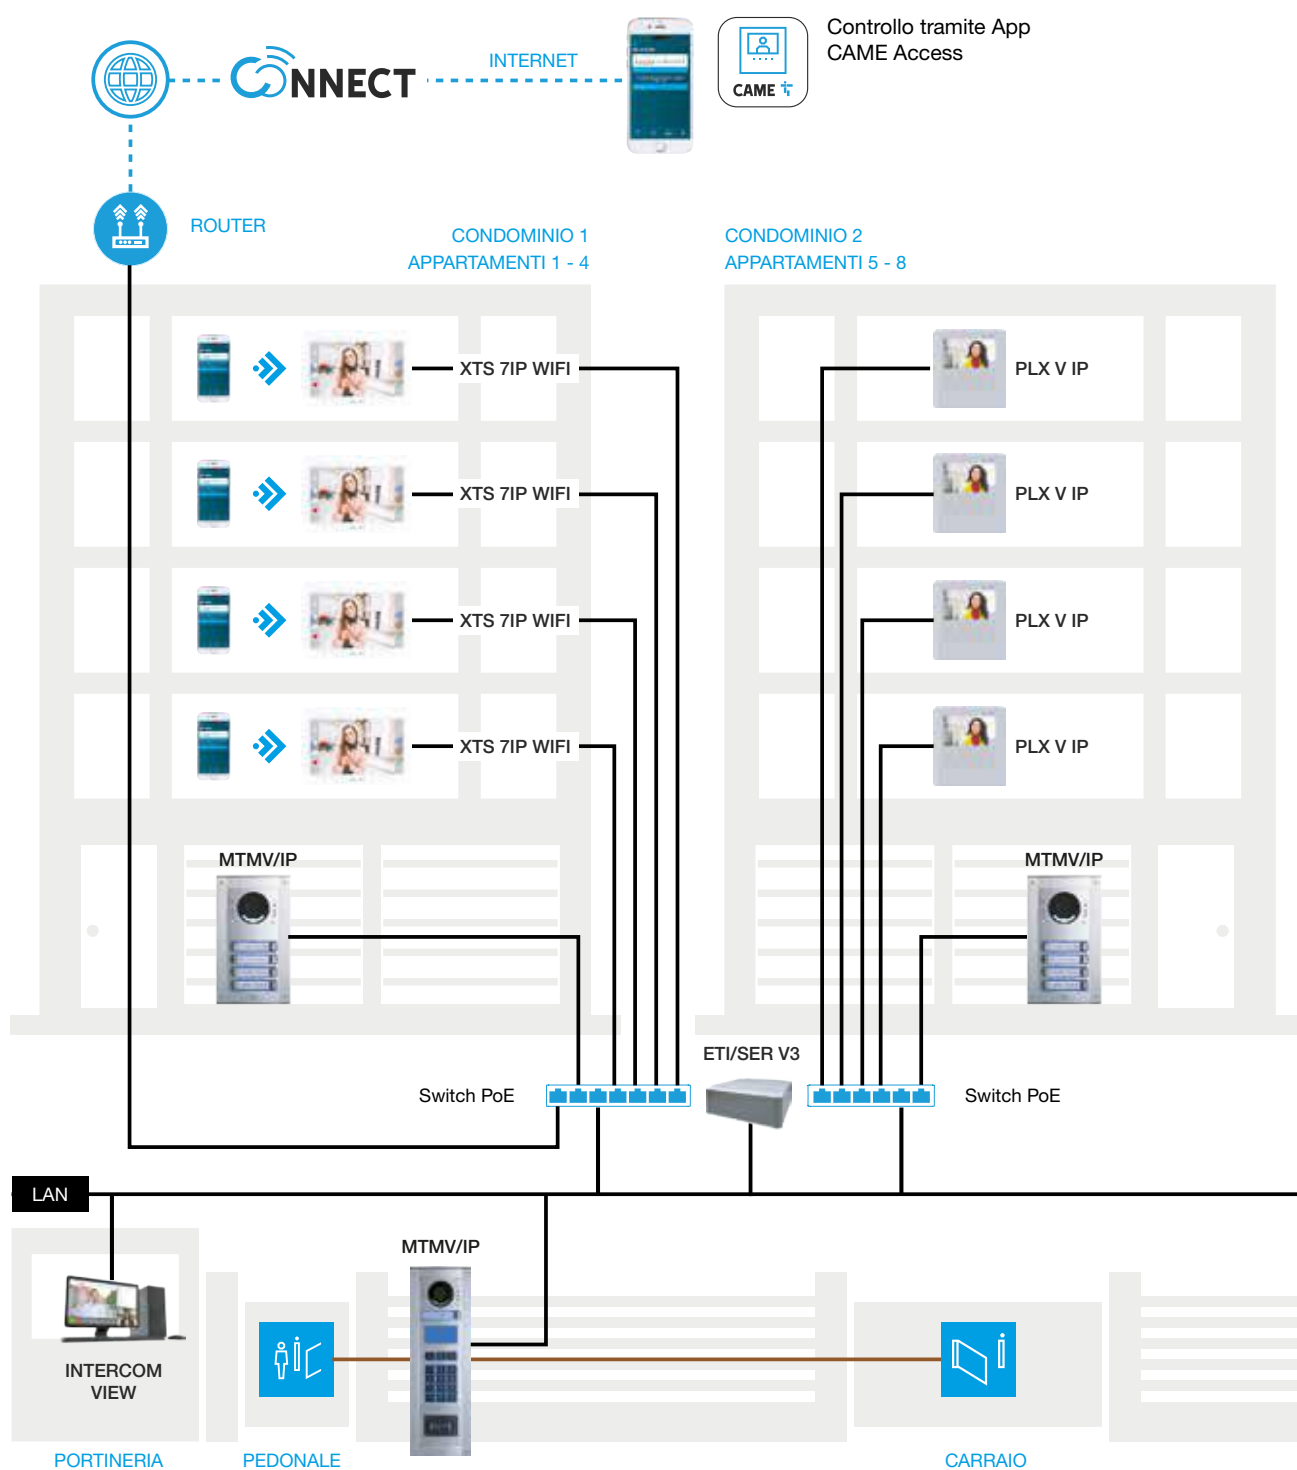 Controllo tramite App
CAME Access
INTERNET
CONNECT
CAME
ROUTER
CONDOMINIO 1
APPARTAMENTI 1 - 4
CONDOMINIO 2
APPARTAMENTI 5 - 8
XTS 7IP WIFI
PLX V IP
XTS 7IP WIFI
PLX V IP
XTS 7IP WIFI
PLX V IP
XTS 7IP WIFI
PLX V IP
MTMV/IP
MTMV/IP
ETI/SER V3
Switch PoE
Switch PoE
LAN
MTMV/IP
INTERCOM
VIEW
PORTINERIA
PEDONALE
CARRAIO